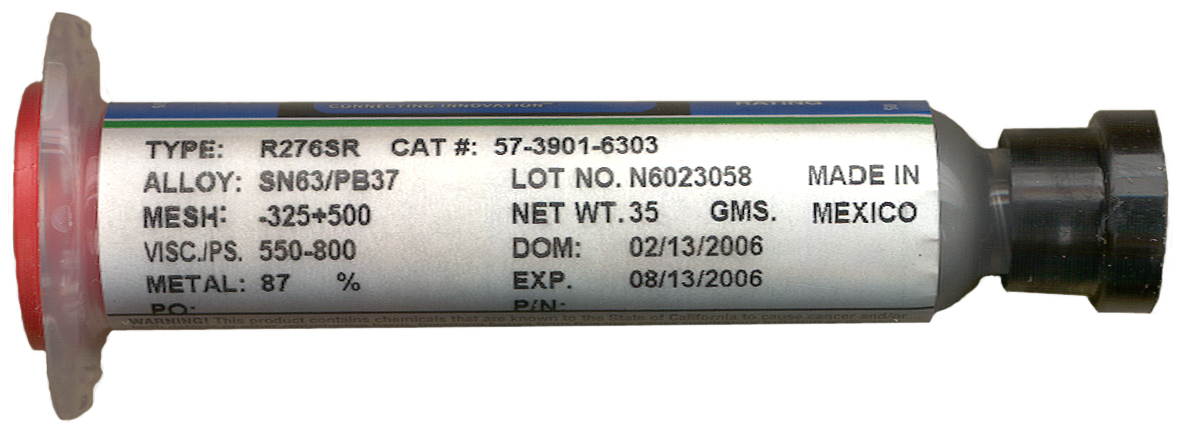 CONNECTING INNOVATION
RATING
TYPE: R276SR CAT #: 57-3901-6303
ALLOY: SN63/PB37 LOT NO. N6023058 MADE IN
MESH: -325+500 NET WT. 35 GMS. MEXICO
VISC./PS. 550-800 DOM: 02/13/2006
METAL: 87 % EXP. 08/13/2006
PO: P/N:
WARNING! This product contains chemicals that are known to the State of California to cause cancer and/or